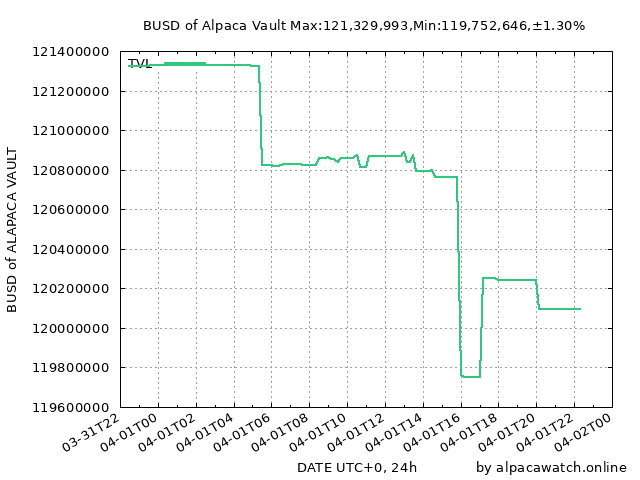 BUSD of Alpaca Vault Max:121,329,993,Min:119,752,646,±1.30%
121400000
TVL
121200000
121000000
120800000
120600000
120400000
120200000
120000000
119800000
119600000
BUSD of ALAPACA VAULT
03-31T22
04-01T00
04-01T02
04-01T04
04-01T06
04-01T08
04-01T10
04-01T12
04-01T14
04-01T16
04-01T18
04-01T20
04-01T22
04-02T00
DATE UTC+0, 24h
by alpacawatch.online